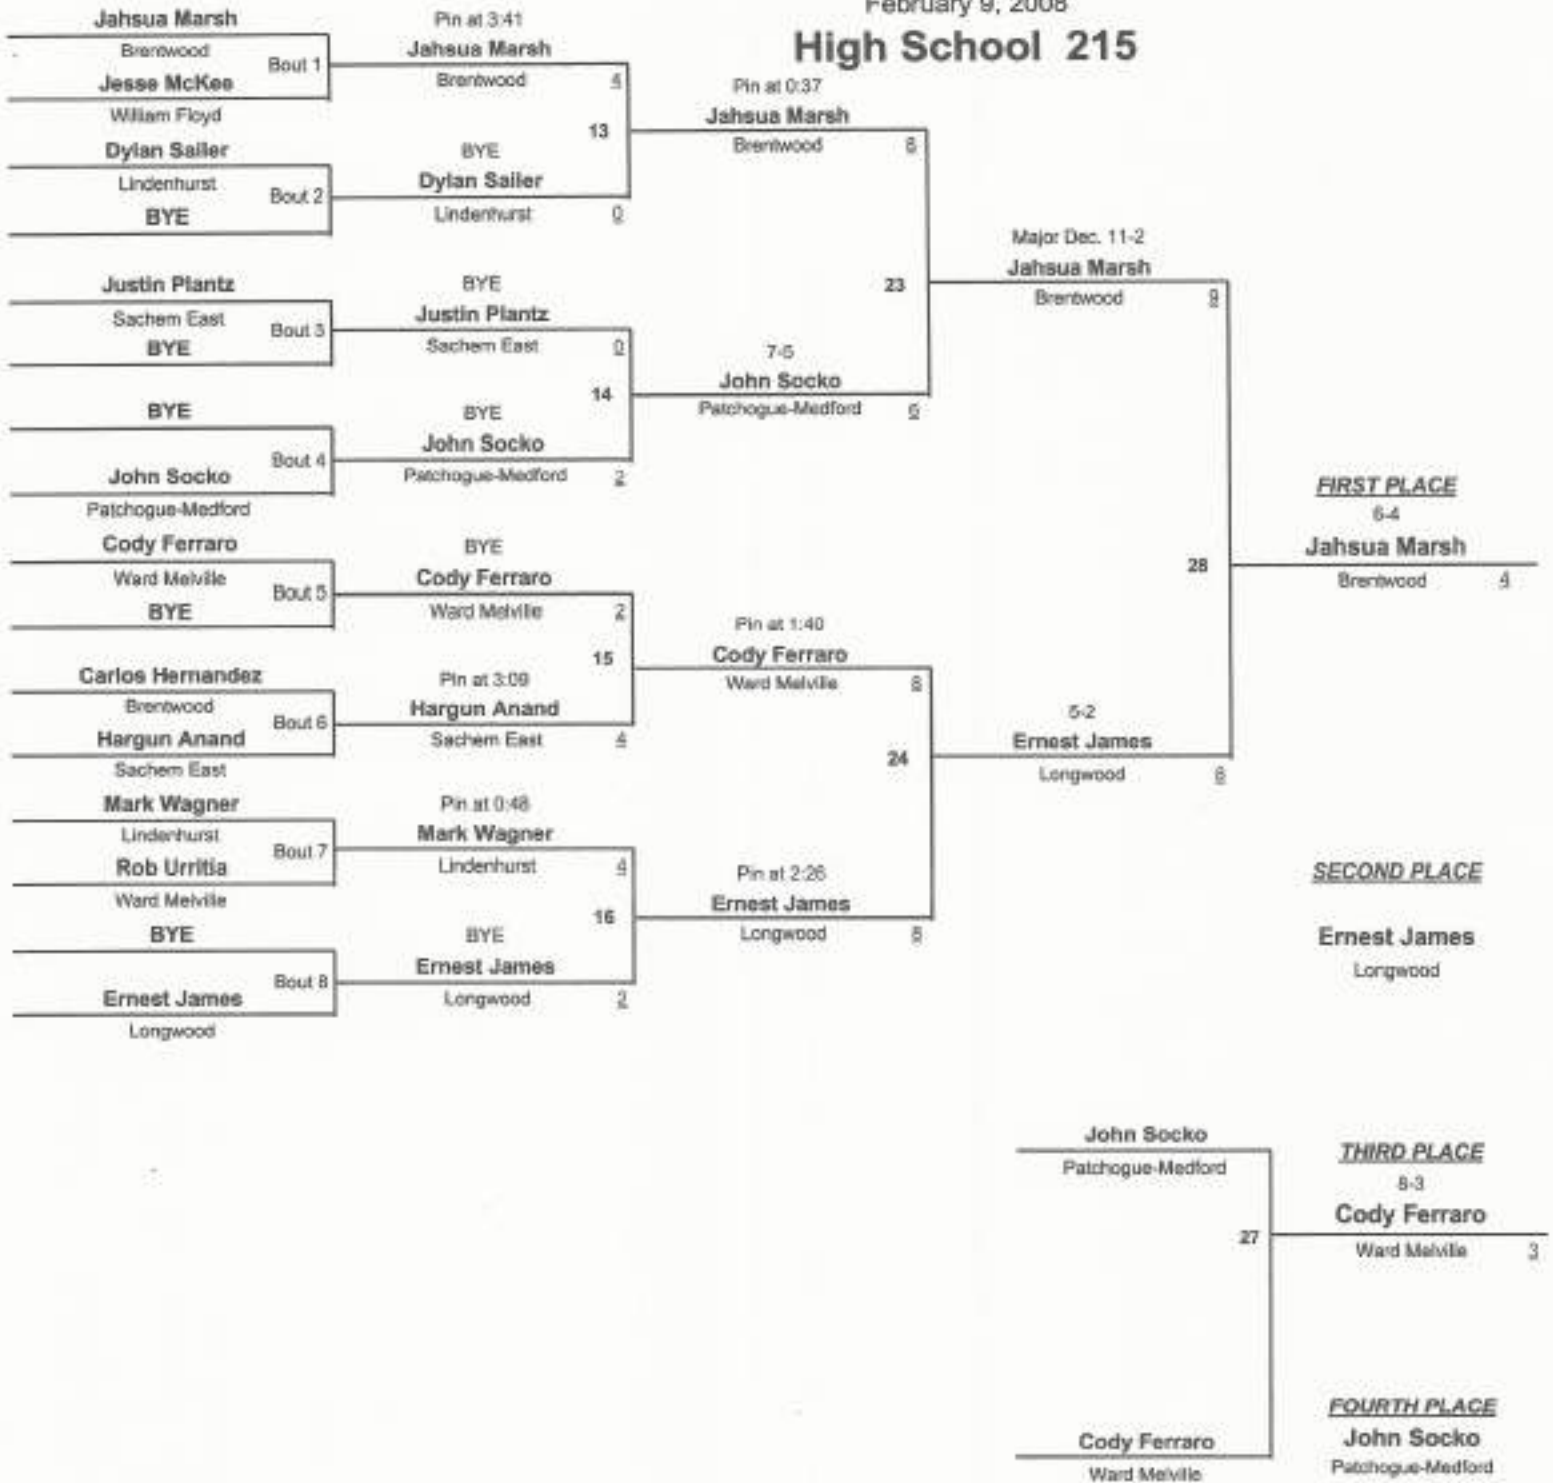 February 9, 2008
High School 215
Jahsua Marsh
Brentwood
Bout 1
Jesse McKee
William Floyd
Dylan Sailer
Lindenhurst
Bout 2
BYE
Justin Plantz
Sachem East
Bout 3
BYE
BYE
Bout 4
John Socko
Patchogue-Medford
Cody Ferraro
Ward Melville
Bout 5
BYE
Carlos Hernandez
Brentwood
Bout 6
Hargun Anand
Sachem East
Mark Wagner
Lindenhurst
Bout 7
Rob Urritia
Ward Melville
BYE
Bout 8
Ernest James
Longwood
Pin at 3:41
Jahsua Marsh
Brentwood 4
13
BYE
Dylan Sailer
Lindenhurst 0
BYE
Justin Plantz
Sachem East 0
14
BYE
John Socko
Patchogue-Medford 2
BYE
Cody Ferraro
Ward Melville 2
15
Pin at 3:09
Hargun Anand
Sachem East 4
Pin at 0:48
Mark Wagner
Lindenhurst 4
16
BYE
Ernest James
Longwood 2
Pin at 0:37
Jahsua Marsh
Brentwood
23
7-5
John Socko
Patchogue-Medford
Pin at 1:40
Cody Ferraro
Ward Melville
24
Pin at 2:26
Ernest James
Longwood
Major Dec. 11-2
Jahsua Marsh
Brentwood
28
5-2
Ernest James
Longwood
FIRST PLACE
6-4
Jahsua Marsh
Brentwood 4
SECOND PLACE
Ernest James
Longwood
John Socko
Patchogue-Medford
27
Cody Ferraro
Ward Melville
THIRD PLACE
8-3
Cody Ferraro
Ward Melville 3
FOURTH PLACE
John Socko
Patchogue-Medford